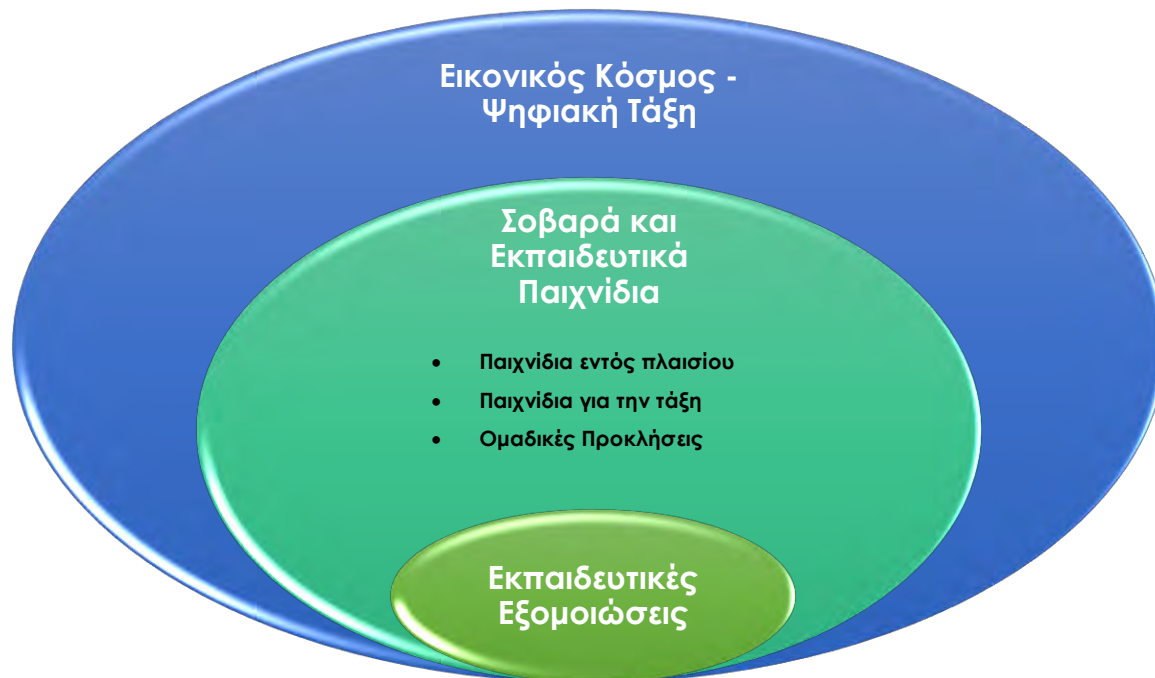 Εικονικός Κόσμος -
Ψηφιακή Τάξη
Σοβαρά και
Εκπαιδευτικά
Παιχνίδια
• Παιχνίδια εντός πλαισίου
• Παιχνίδια για την τάξη
• Ομαδικές Προκλήσεις
Εκπαιδευτικές
Εξομοιώσεις